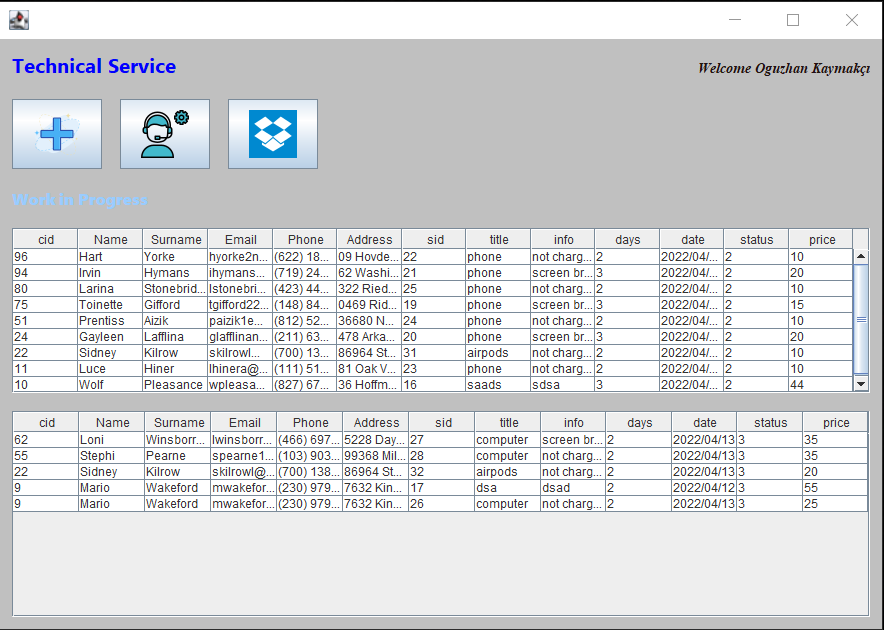 Technical Service
Welcome Oguzhan Kaymakçı
Work in Progress
cid Name Surname Email Phone Address sid title info days date status price
96 Hart Yorke hyorke2n... (622) 18... 09 Hovde... 22 phone not charg... 2 2022/04/... 2 10
94 Irvin Hymans ihymans... (719) 24... 62 Washi... 21 phone screen br... 3 2022/04/... 2 20
80 Larina Stonebrid... lstonebri... (423) 44... 322 Ried... 25 phone not charg... 2 2022/04/... 2 10
75 Toinette Gifford tgifford22... (148) 84... 0469 Rid... 19 phone screen br... 3 2022/04/... 2 15
51 Prentiss Aizik paizik1e... (812) 52... 36680 N... 24 phone not charg... 2 2022/04/... 2 10
24 Gayleen Lafflina glafflinan... (211) 63... 478 Arka... 20 phone screen br... 3 2022/04/... 2 20
22 Sidney Kilrow skilrowl... (700) 13... 86964 St... 31 airpods not charg... 2 2022/04/... 2 10
11 Luce Hiner lhinera@... (111) 51... 81 Oak V... 23 phone not charg... 2 2022/04/... 2 10
10 Wolf Pleasance wpleasa... (827) 67... 36 Hoffm... 16 saads sdsa 3 2022/04/... 2 44
cid Name Surname Email Phone Address sid title info days date status price
62 Loni Winsborr... lwinsborr... (466) 697... 5228 Day... 27 computer screen br... 2 2022/04/13 3 35
55 Stephi Pearne spearne1... (103) 903... 99368 Mil... 28 computer not charg... 2 2022/04/13 3 35
22 Sidney Kilrow skilrowl@... (700) 138... 86964 St... 32 airpods not charg... 2 2022/04/13 3 20
9 Mario Wakeford mwakefor... (230) 979... 7632 Kin... 17 dsa dsad 2 2022/04/12 3 55
9 Mario Wakeford mwakefor... (230) 979... 7632 Kin... 26 computer not charg... 2 2022/04/13 3 25